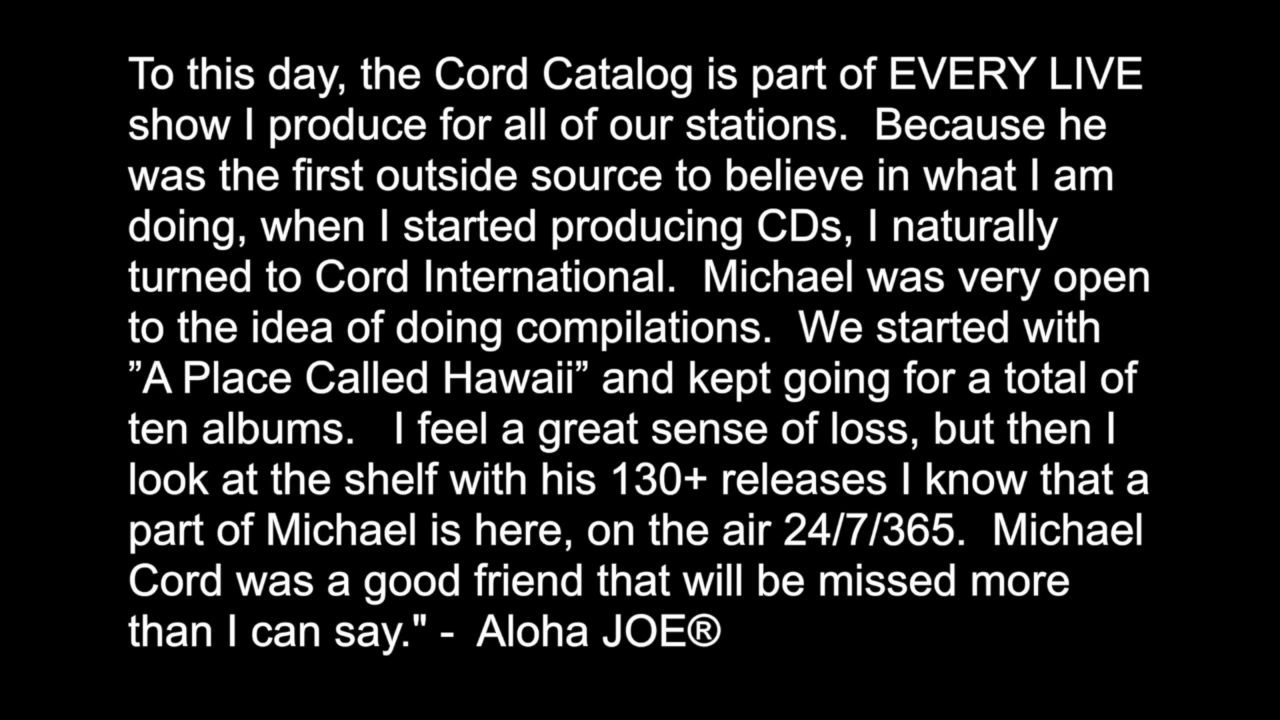 To this day, the Cord Catalog is part of EVERY LIVE
show I produce for all of our stations.  Because he
was the first outside source to believe in what I am
doing, when I started producing CDs, I naturally
turned to Cord International.  Michael was very open
to the idea of doing compilations.  We started with
”A Place Called Hawaii” and kept going for a total of
ten albums.   I feel a great sense of loss, but then I
look at the shelf with his 130+ releases I know that a
part of Michael is here, on the air 24/7/365.  Michael
Cord was a good friend that will be missed more
than I can say." -  Aloha JOE®